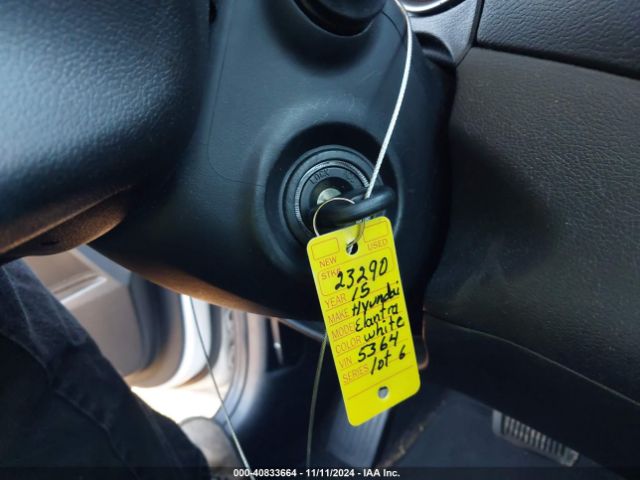 LOCK
NEW USED
STK# 23290
YEAR 15
MAKE Hyundai
MODEL Elantra
COLOR white
VIN 5364
SERIES lot 6
000-40833664 - 11/11/2024 - IAA Inc.